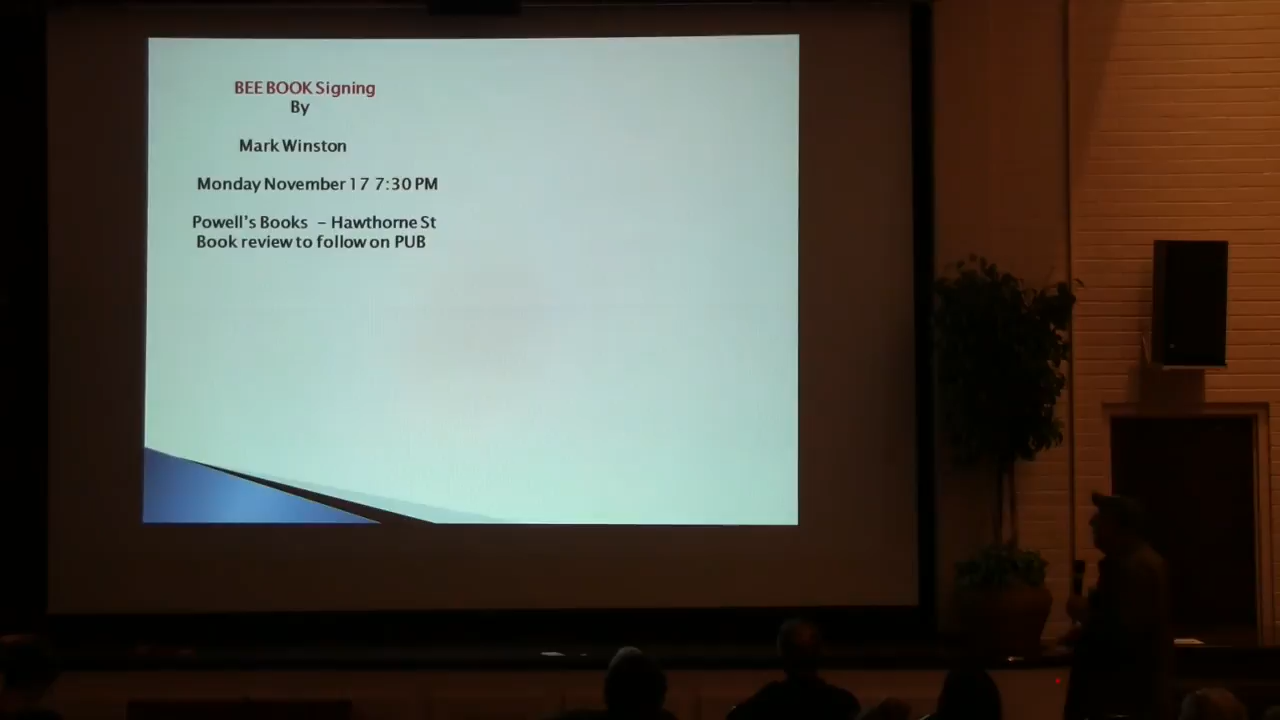 BEE BOOK Signing
By
Mark Winston
Monday November 17 7:30 PM
Powell's Books - Hawthorne St
Book review to follow on PUB